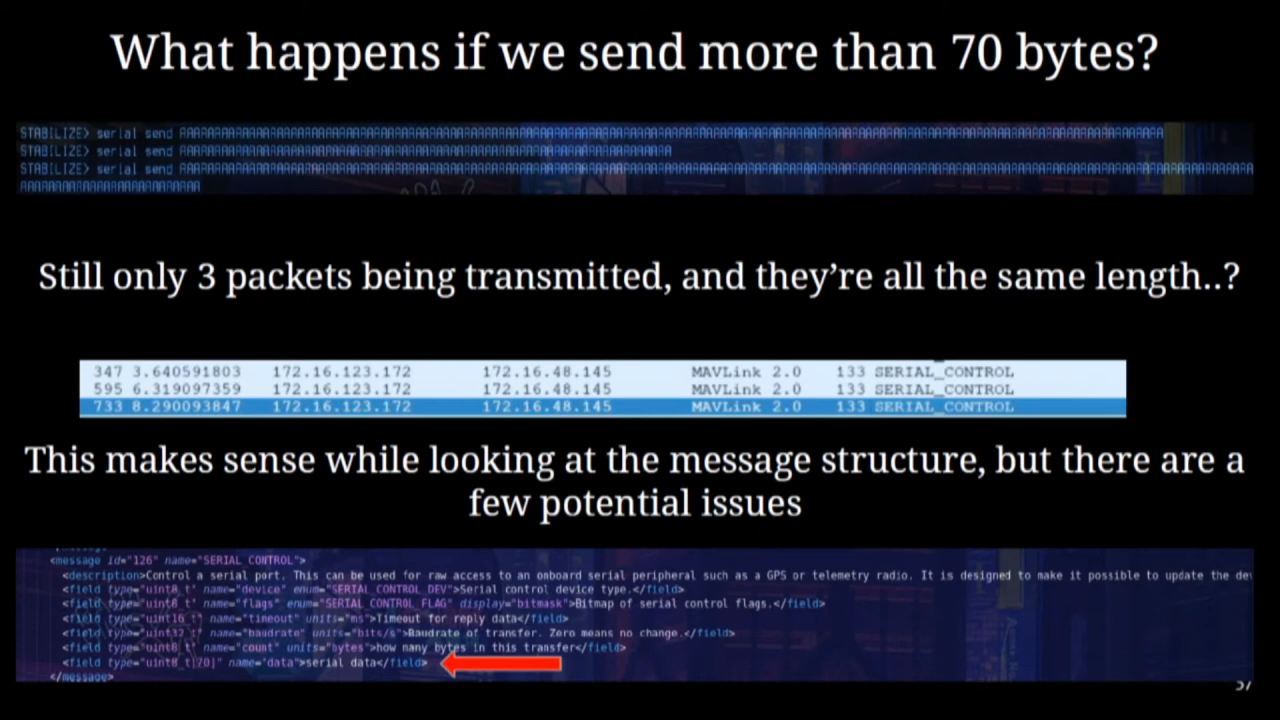 What happens if we send more than 70 bytes?
STABILIZE> serial send
STABILIZE> serial send
STABILIZE> serial send
Still only 3 packets being transmitted, and they're all the same length..?
347 3.640591803 172.16.123.172 172.16.48.145 MAVLink 2.0 133 SERIAL_CONTROL
595 6.319097359 172.16.123.172 172.16.48.145 MAVLink 2.0 133 SERIAL_CONTROL
733 8.290093847 172.16.123.172 172.16.48.145 MAVLink 2.0 133 SERIAL_CONTROL
This makes sense while looking at the message structure, but there are a
few potential issues
<message id="126" name="SERIAL_CONTROL">
<description>Control a serial port. This can be used for raw access to an onboard serial peripheral such as a GPS or telemetry radio. It is designed to make it possible to update the
<field type="uint8_t" name="device" enum="SERIAL_CONTROL_DEV">Serial control device type.</field>
<field type="uint8_t" name="flags" enum="SERIAL_CONTROL_FLAG" display="bitmask">Bitmap of serial control flags.</field>
<field type="uint16_t" name="timeout" units="ms">Timeout for reply data</field>
<field type="uint32_t" name="baudrate" units="bits/s">Baudrate of transfer. Zero means no change.</field>
<field type="uint8_t" name="count" units="bytes">how many bytes in this transfer</field>
<field type="uint8_t[70]" name="data">serial data</field>
</message>